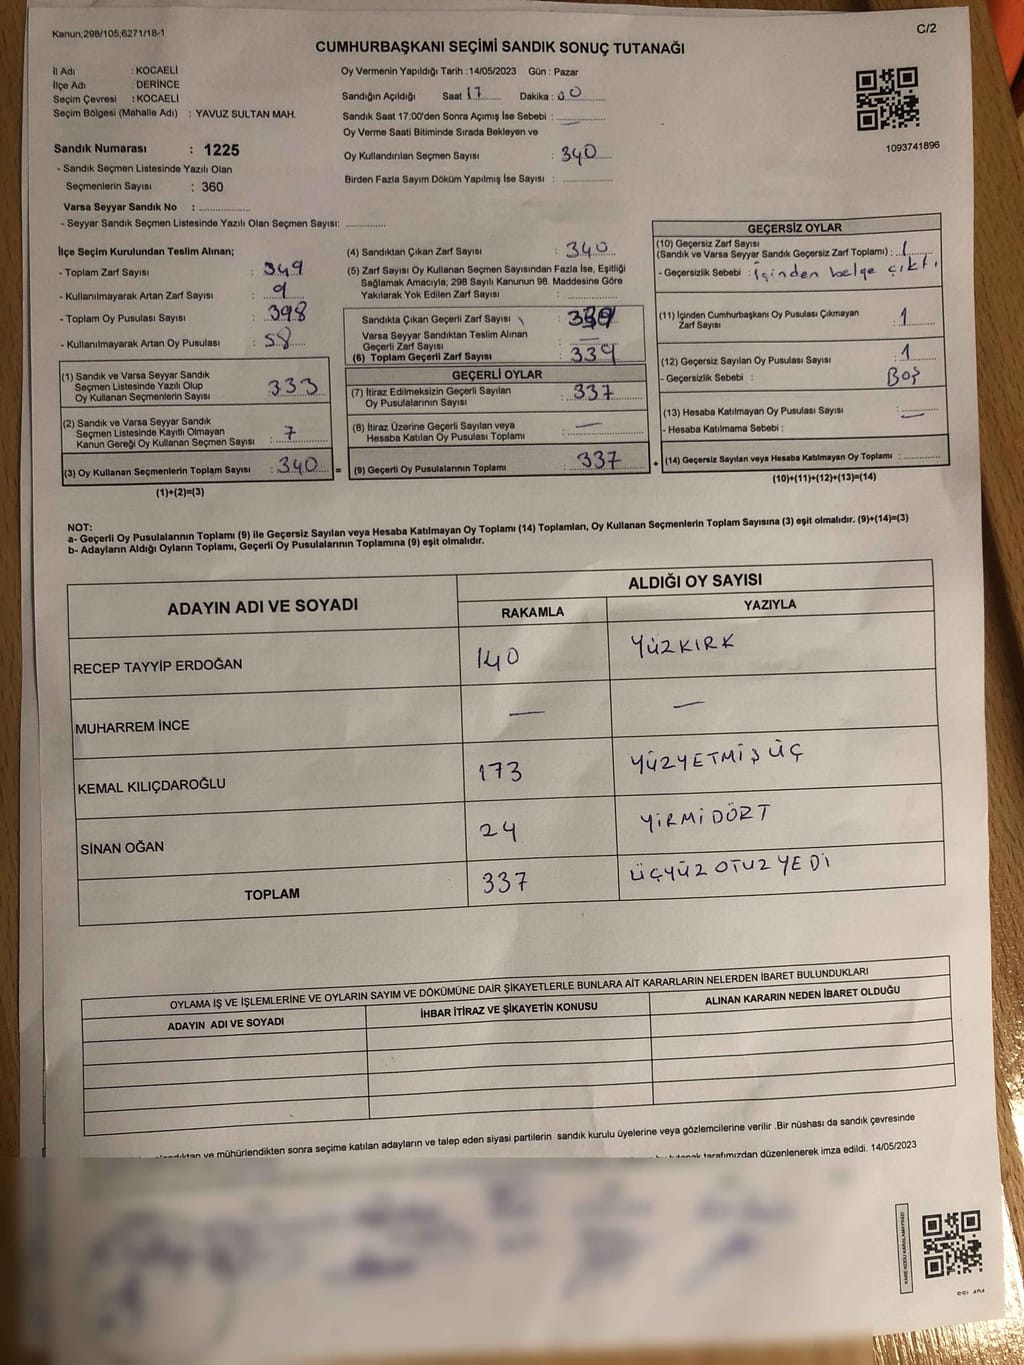 Kanun;298/105;6271/18-1
C/2
CUMHURBAŞKANI SEÇİMİ SANDIK SONUÇ TUTANAĞI
İl Adı : KOCAELİ
İlçe Adı : DERİNCE
Seçim Çevresi : KOCAELİ
Seçim Bölgesi (Mahalle Adı) : YAVUZ SULTAN MAH.
Sandık Numarası : 1225
- Sandık Seçmen Listesinde Yazılı Olan
Seçmenlerin Sayısı : 360
Varsa Seyyar Sandık No : ................
- Seyyar Sandık Seçmen Listesinde Yazılı Olan Seçmen Sayısı: ............
Oy Vermenin Yapıldığı Tarih :14/05/2023 Gün : Pazar
Sandığın Açıldığı Saat 17 Dakika : 00
Sandık Saat 17:00'den Sonra Açımış İse Sebebi : —
Oy Verme Saati Bitiminde Sırada Bekleyen ve
Oy Kullandırılan Seçmen Sayısı : 340
Birden Fazla Sayım Döküm Yapılmış İse Sayısı : ...............
1093741896
İlçe Seçim Kurulundan Teslim Alınan;
- Toplam Zarf Sayısı : 349
- Kullanılmayarak Artan Zarf Sayısı : 9
- Toplam Oy Pusulası Sayısı : 398
- Kullanılmayarak Artan Oy Pusulası : 58
(1) Sandık ve Varsa Seyyar Sandık
Seçmen Listesinde Yazılı Olup
Oy Kullanan Seçmenlerin Sayısı : 333
(2) Sandık ve Varsa Seyyar Sandık
Seçmen Listesinde Kayıtlı Olmayan
Kanun Gereği Oy Kullanan Seçmen Sayısı : 7
(3) Oy Kullanan Seçmenlerin Toplam Sayısı : 340 =
(1)+(2)=(3)
(4) Sandıktan Çıkan Zarf Sayısı : 340
(5) Zarf Sayısı Oy Kullanan Seçmen Sayısından Fazla İse, Eşitliği
Sağlamak Amacıyla; 298 Sayılı Kanunun 98. Maddesine Göre
Yakılarak Yok Edilen Zarf Sayısı : ................
Sandıkta Çıkan Geçerli Zarf Sayısı : 339
Varsa Seyyar Sandıktan Teslim Alınan
Geçerli Zarf Sayısı : —
(6) Toplam Geçerli Zarf Sayısı : 339
GEÇERLİ OYLAR
(7) İtiraz Edilmeksizin Geçerli Sayılan
Oy Pusulalarının Sayısı : 337
(8) İtiraz Üzerine Geçerli Sayılan veya
Hesaba Katılan Oy Pusulası Toplamı : —
(9) Geçerli Oy Pusulalarının Toplamı : 337 +
GEÇERSİZ OYLAR
(10) Geçersiz Zarf Sayısı
(Sandık ve Varsa Seyyar Sandık Geçersiz Zarf Toplamı) : 1
- Geçersizlik Sebebi : İçinden belge çıktı.
(11) İçinden Cumhurbaşkanı Oy Pusulası Çıkmayan
Zarf Sayısı : 1
(12) Geçersiz Sayılan Oy Pusulası Sayısı : 1
- Geçersizlik Sebebi : BOŞ
(13) Hesaba Katılmayan Oy Pusulası Sayısı : —
- Hesaba Katılmama Sebebi :
(14) Geçersiz Sayılan veya Hesaba Katılmayan Oy Toplamı : ............
(10)+(11)+(12)+(13)=(14)
NOT:
a- Geçerli Oy Pusulalarının Toplamı (9) ile Geçersiz Sayılan veya Hesaba Katılmayan Oy Toplamı (14) Toplamları, Oy Kullanan Seçmenlerin Toplam Sayısına (3) eşit olmalıdır. (9)+(14)=(3)
b- Adayların Aldığı Oyların Toplamı, Geçerli Oy Pusulalarının Toplamına (9) eşit olmalıdır.
ADAYIN ADI VE SOYADI
ALDIĞI OY SAYISI
RAKAMLA YAZIYLA
RECEP TAYYİP ERDOĞAN 140 YÜZKIRK
MUHARREM İNCE — —
KEMAL KILIÇDAROĞLU 173 YÜZYETMİŞÜÇ
SİNAN OĞAN 24 YİRMİDÖRT
TOPLAM 337 ÜÇYÜZOTUZYEDİ
OYLAMA İŞ VE İŞLEMLERİNE VE OYLARIN SAYIM VE DÖKÜMÜNE DAİR ŞİKAYETLERLE BUNLARA AİT KARARLARIN NELERDEN İBARET BULUNDUKLARI
ADAYIN ADI VE SOYADI İHBAR İTİRAZ VE ŞİKAYETİN KONUSU ALINAN KARARIN NEDEN İBARET OLDUĞU
ve mühürlendikten sonra seçime katılan adayların ve talep eden siyasi partilerin sandık kurulu üyelerine veya gözlemcilerine verilir .Bir nüshası da sandık çevresinde
tutanak tarafımızdan düzenlenerek imza edildi. 14/05/2023